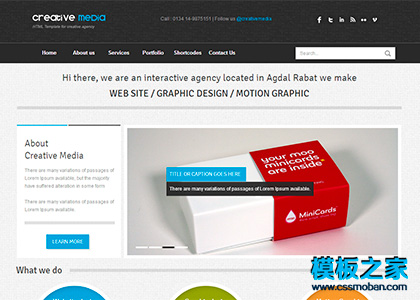 creative media
HTML Template for creative agency
Call : 0134 14-9875151 | Follow us @creativemedia
Home About us Services Portfolio Shortcodes Contact Us
Hi there, we are an interactive agency located in Agdal Rabat we make
WEB SITE / GRAPHIC DESIGN / MOTION GRAPHIC
About
Creative Media
There are many variations of passages of
Lorem Ipsum available, but the majority
have suffered alteration in some form.
There are many variations of passages of
Lorem Ipsum available.
LEARN MORE
your moo
minicards
are inside
MiniCards
TITLE OR CAPTION GOES HERE
There are many variations of passages of Lorem Ipsum available.
What we do
模板之家
www.cssmoban.com